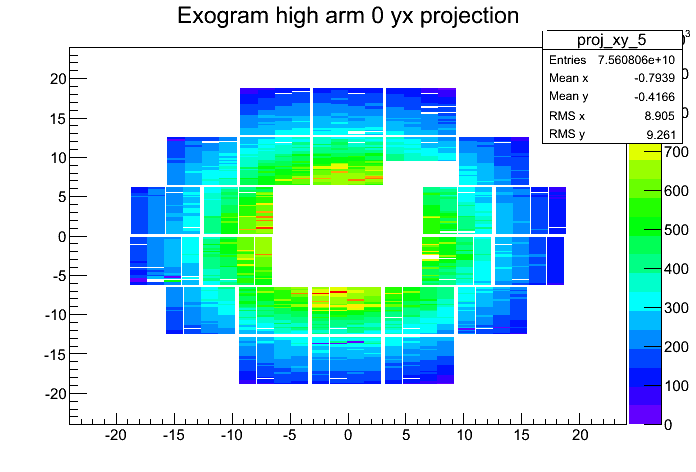 Exogram high arm 0 yx projection
proj_xy_5
Entries 7.560806e+10
Mean x -0.7939
Mean y -0.4166
RMS x 8.905
RMS y 9.261
3
20
15
10
5
0
-5
-10
-15
-20
-20 -15 -10 -5 0 5 10 15 20
700
600
500
400
300
200
100
0